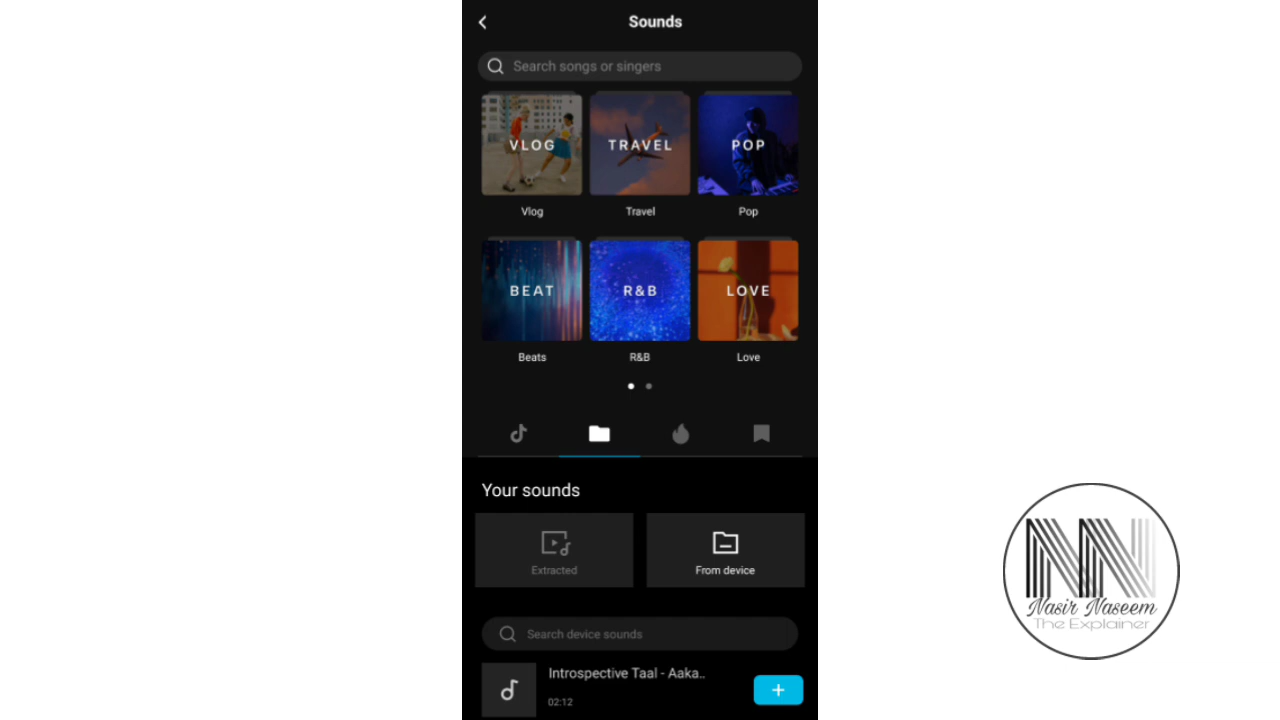 Sounds
Search songs or singers
VLOG TRAVEL POP
Vlog Travel Pop
BEAT R&B LOVE
Beats R&B Love
Your sounds
Extracted From device
Search device sounds
Introspective Taal - Aaka..
02:12
NN
Nasir Naseem
The Explainer